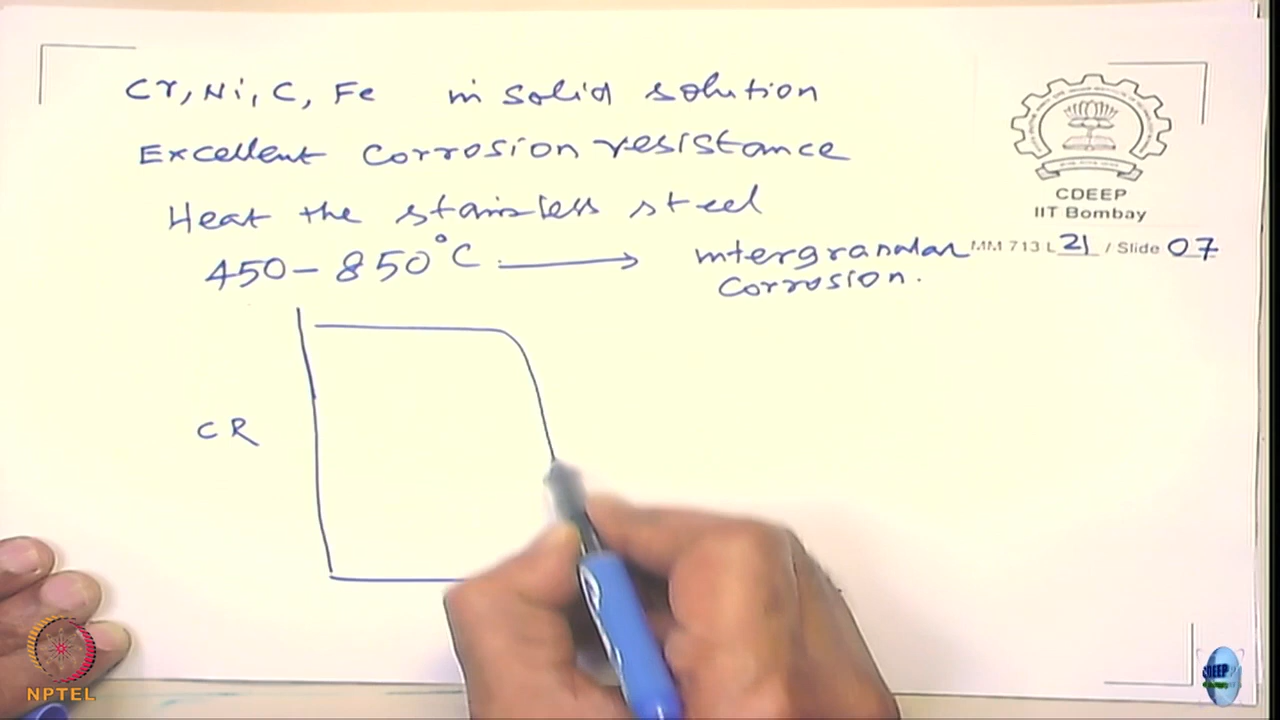 Cr, Ni, C, Fe in solid solution
Excellent corrosion resistance
Heat the stainless steel
450-850°C → intergranular corrosion.
CR
CDEEP
IIT Bombay
MM 713 L 21 / Slide 07
NPTEL
CDEEP